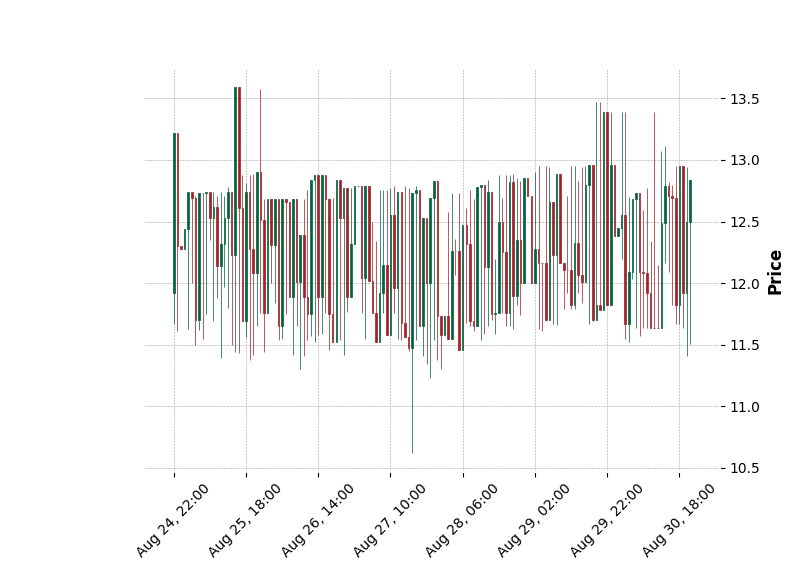 13.5
13.0
12.5
12.0
11.5
11.0
10.5
Price
Aug 24, 22:00
Aug 25, 18:00
Aug 26, 14:00
Aug 27, 10:00
Aug 28, 06:00
Aug 29, 02:00
Aug 29, 22:00
Aug 30, 18:00